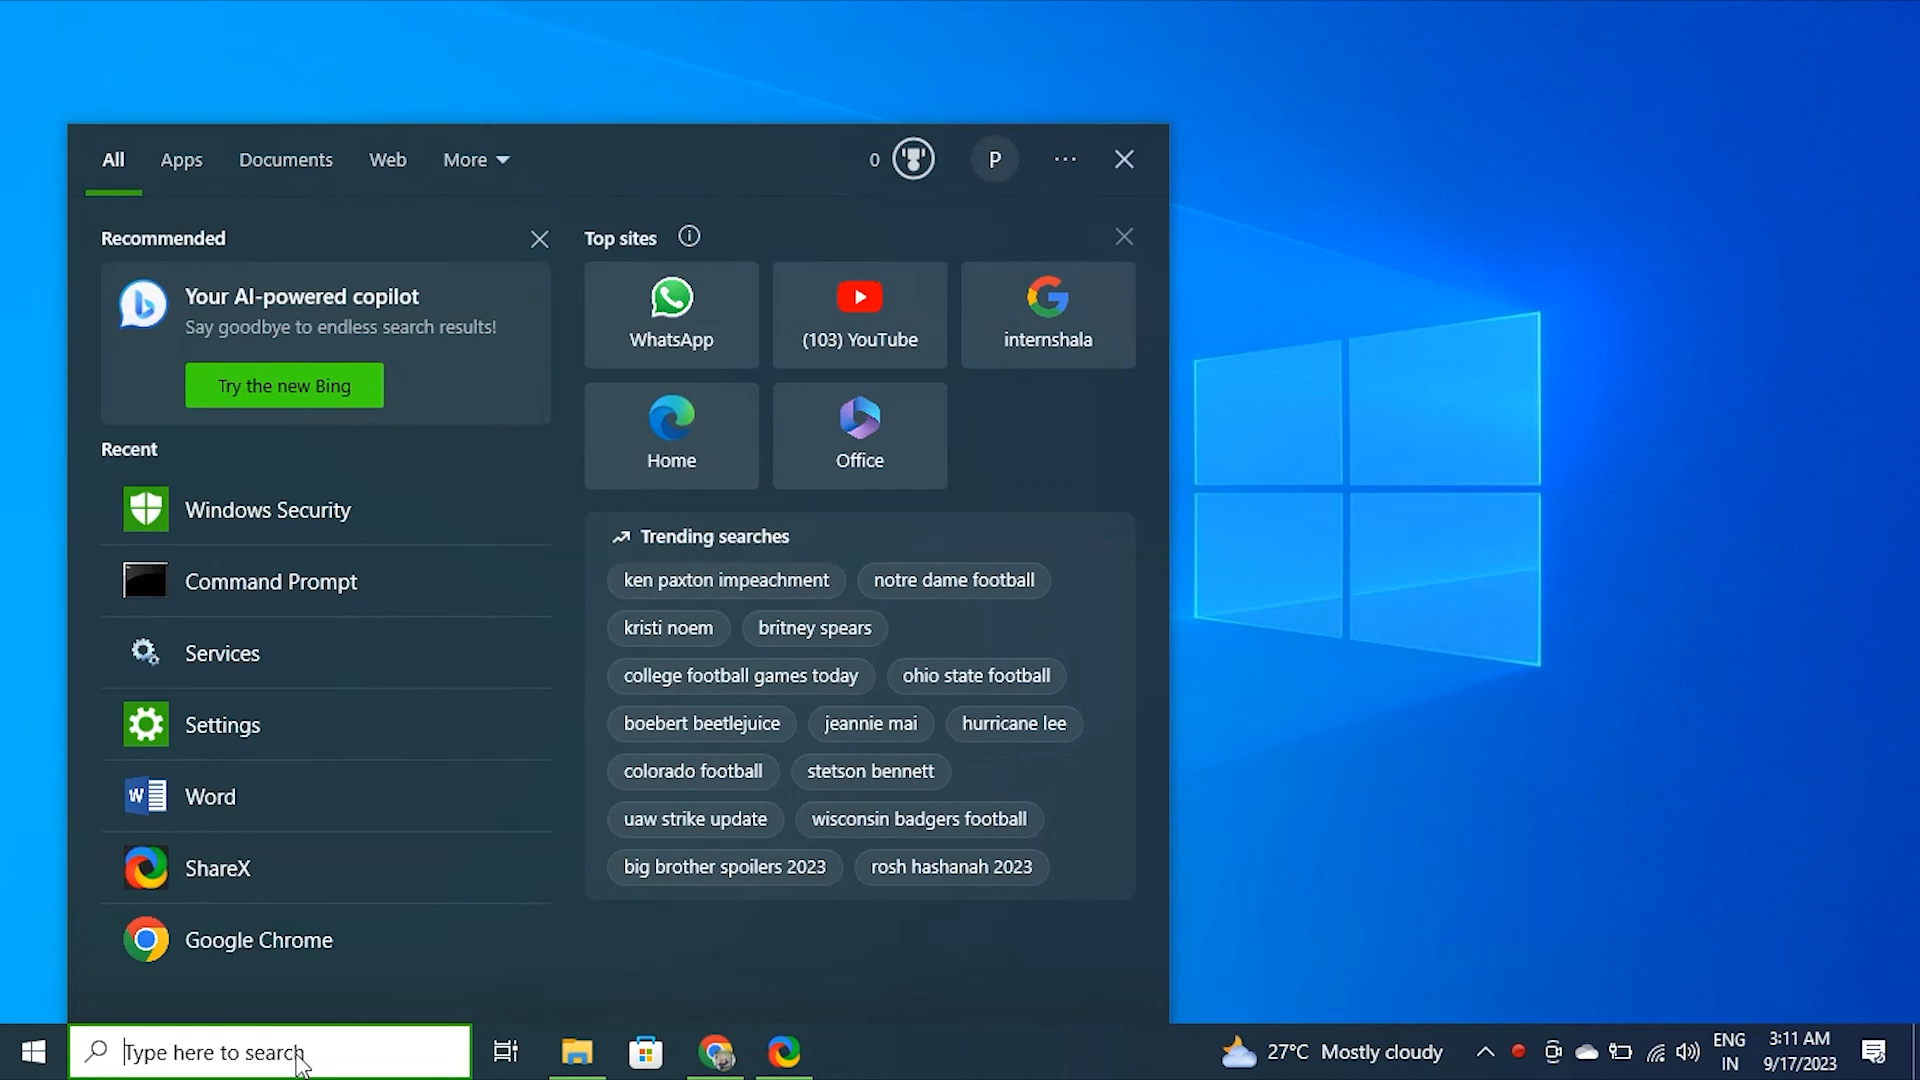 All Apps Documents Web More 0 P
Recommended
Your AI-powered copilot
Say goodbye to endless search results!
Try the new Bing
Recent
Windows Security
Command Prompt
Services
Settings
Word
ShareX
Google Chrome
Top sites
WhatsApp
(103) YouTube
internshala
Home
Office
Trending searches
ken paxton impeachment notre dame football
kristi noem britney spears
college football games today ohio state football
boebert beetlejuice jeannie mai hurricane lee
colorado football stetson bennett
uaw strike update wisconsin badgers football
big brother spoilers 2023 rosh hashanah 2023
Type here to search
27°C Mostly cloudy
ENG
IN
3:11 AM
9/17/2023